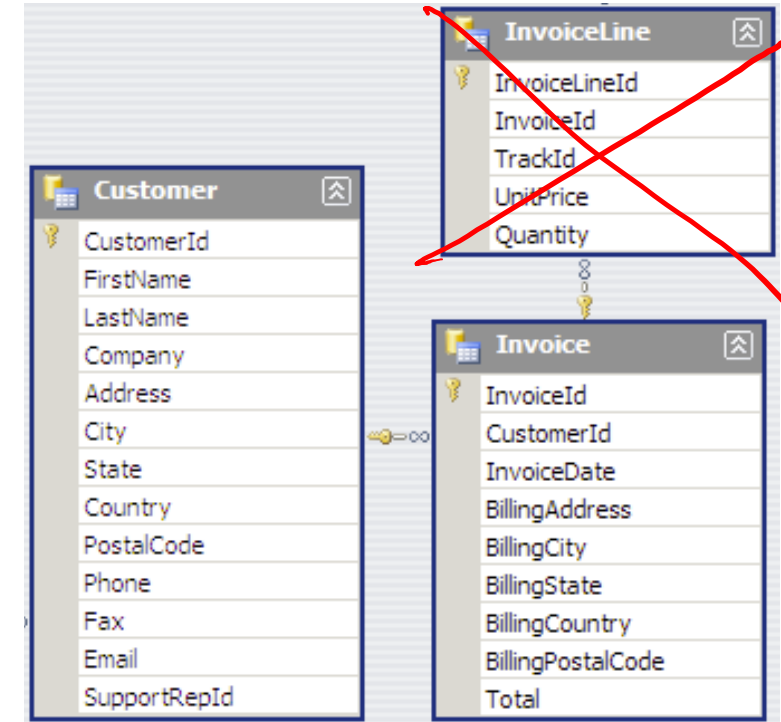 InvoiceLine
InvoiceLineId
InvoiceId
TrackId
UnitPrice
Quantity
Customer
CustomerId
FirstName
LastName
Company
Address
City
State
Country
PostalCode
Phone
Fax
Email
SupportRepId
Invoice
InvoiceId
CustomerId
InvoiceDate
BillingAddress
BillingCity
BillingState
BillingCountry
BillingPostalCode
Total